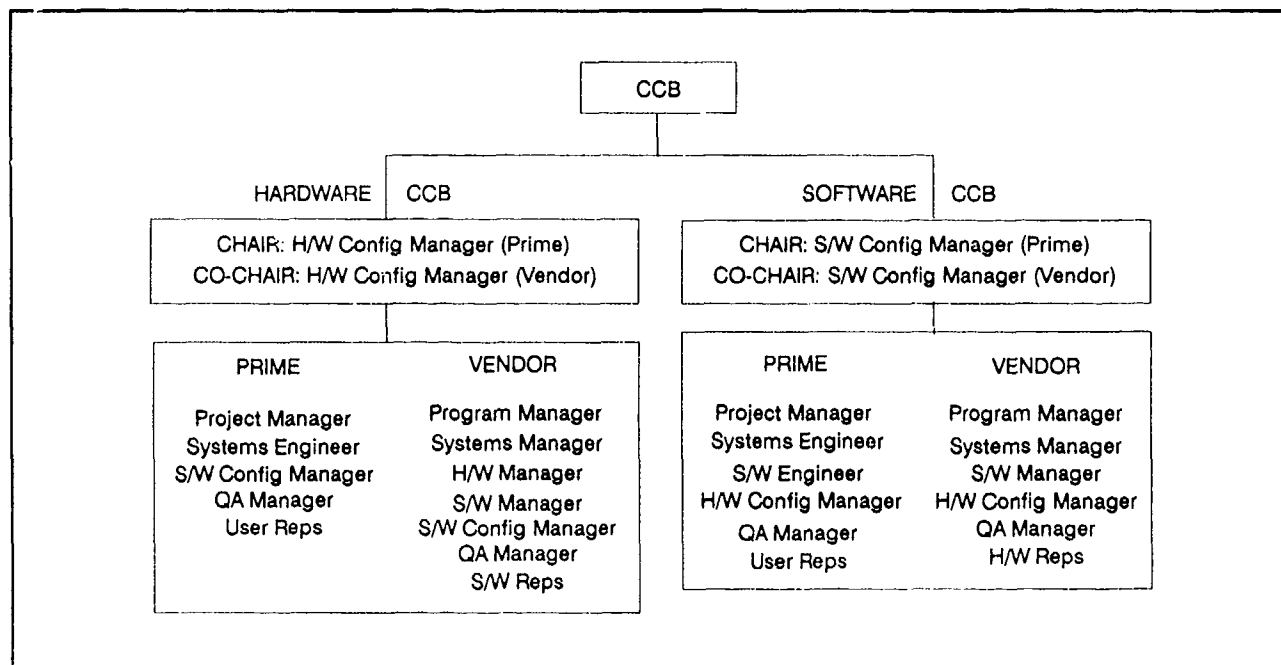 CCB
HARDWARE CCB
CHAIR: H/W Config Manager (Prime)
CO-CHAIR: H/W Config Manager (Vendor)
PRIME
Project Manager
Systems Engineer
S/W Config Manager
QA Manager
User Reps
VENDOR
Program Manager
Systems Manager
H/W Manager
S/W Manager
S/W Config Manager
QA Manager
S/W Reps
SOFTWARE CCB
CHAIR: S/W Config Manager (Prime)
CO-CHAIR: S/W Config Manager (Vendor)
PRIME
Project Manager
Systems Engineer
S/W Engineer
H/W Config Manager
QA Manager
User Reps
VENDOR
Program Manager
Systems Manager
S/W Manager
H/W Config Manager
QA Manager
H/W Reps